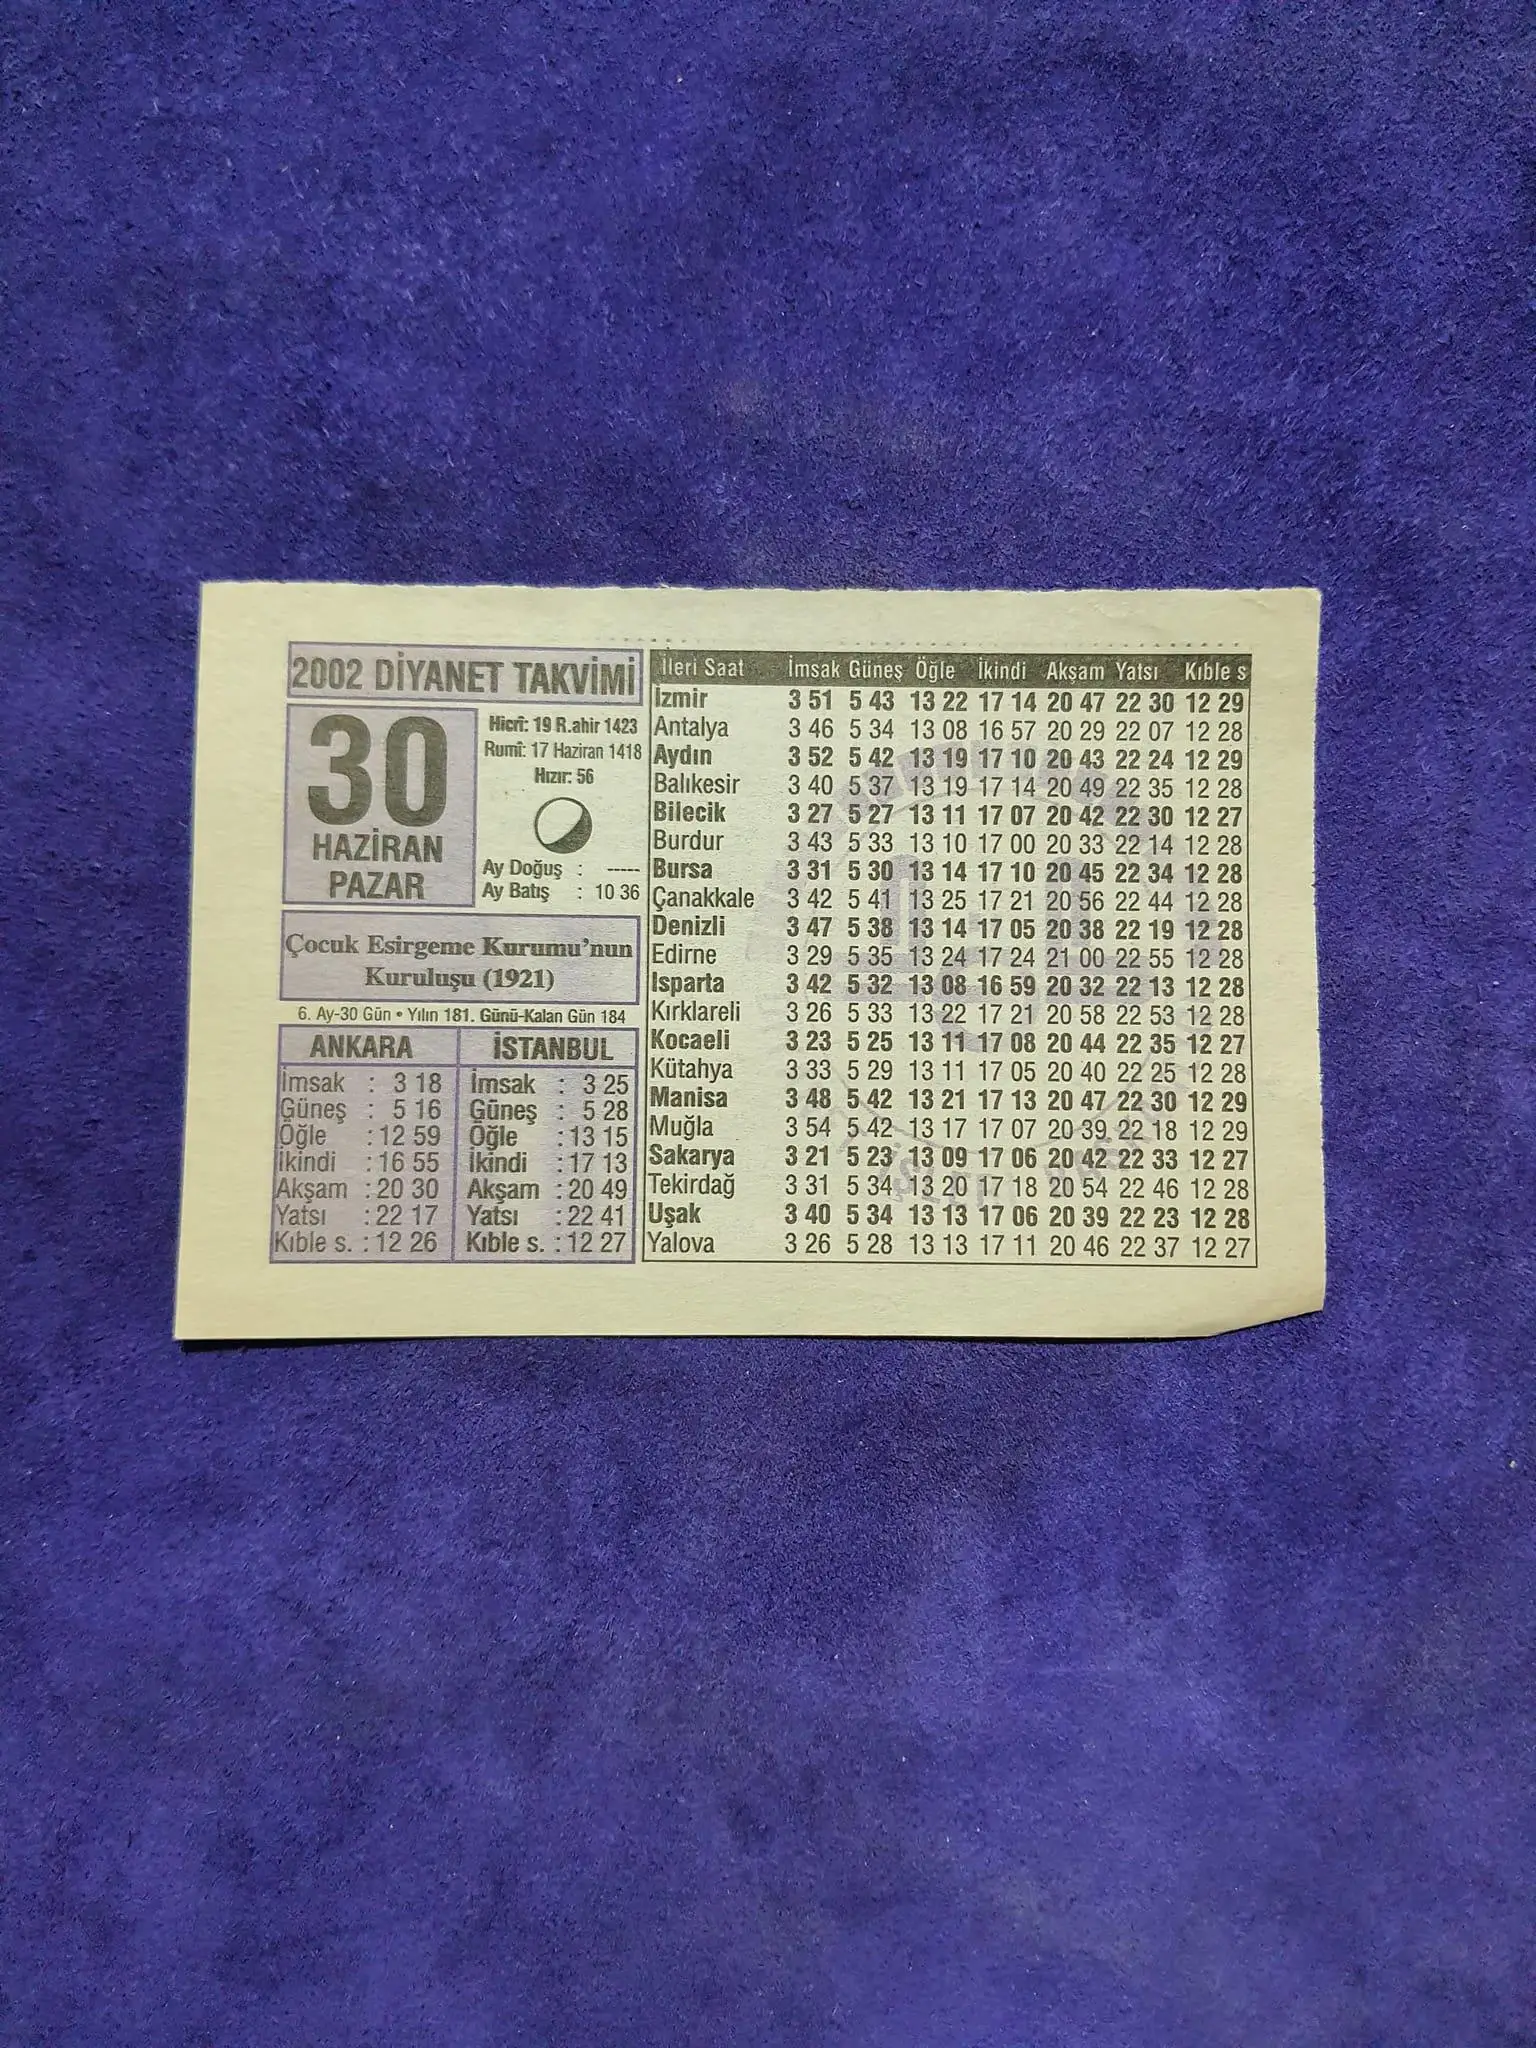 2002 DİYANET TAKVİMİ
30
HAZİRAN
PAZAR
Hicrî: 19 R.ahir 1423
Rumî: 17 Haziran 1418
Hızır: 56
Ay Doğuş : -----
Ay Batış : 10 36
Çocuk Esirgeme Kurumu'nun
Kuruluşu (1921)
6. Ay-30 Gün • Yılın 181. Günü-Kalan Gün 184
ANKARA
İmsak : 3 18
Güneş : 5 16
Öğle : 12 59
İkindi : 16 55
Akşam : 20 30
Yatsı : 22 17
Kıble s. : 12 26
İSTANBUL
İmsak : 3 25
Güneş : 5 28
Öğle : 13 15
İkindi : 17 13
Akşam : 20 49
Yatsı : 22 41
Kıble s. : 12 27
İleri Saat İmsak Güneş Öğle İkindi Akşam Yatsı Kıble s
İzmir 3 51 5 43 13 22 17 14 20 47 22 30 12 29
Antalya 3 46 5 34 13 08 16 57 20 29 22 07 12 28
Aydın 3 52 5 42 13 19 17 10 20 43 22 24 12 29
Balıkesir 3 40 5 37 13 19 17 14 20 49 22 35 12 28
Bilecik 3 27 5 27 13 11 17 07 20 42 22 30 12 27
Burdur 3 43 5 33 13 10 17 00 20 33 22 14 12 28
Bursa 3 31 5 30 13 14 17 10 20 45 22 34 12 28
Çanakkale 3 42 5 41 13 25 17 21 20 56 22 44 12 28
Denizli 3 47 5 38 13 14 17 05 20 38 22 19 12 28
Edirne 3 29 5 35 13 24 17 24 21 00 22 55 12 28
Isparta 3 42 5 32 13 08 16 59 20 32 22 13 12 28
Kırklareli 3 26 5 33 13 22 17 21 20 58 22 53 12 28
Kocaeli 3 23 5 25 13 11 17 08 20 44 22 35 12 27
Kütahya 3 33 5 29 13 11 17 05 20 40 22 25 12 28
Manisa 3 48 5 42 13 21 17 13 20 47 22 30 12 29
Muğla 3 54 5 42 13 17 17 07 20 39 22 18 12 29
Sakarya 3 21 5 23 13 09 17 06 20 42 22 33 12 27
Tekirdağ 3 31 5 34 13 20 17 18 20 54 22 46 12 28
Uşak 3 40 5 34 13 13 17 06 20 39 22 23 12 28
Yalova 3 26 5 28 13 13 17 11 20 46 22 37 12 27